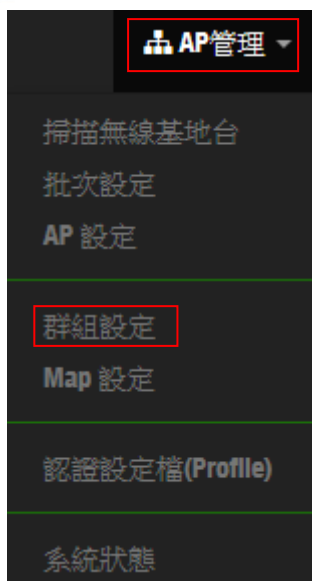 AP管理
掃描無線基地台
批次設定
AP 設定
群組設定
Map 設定
認證設定檔(Profile)
系統狀態